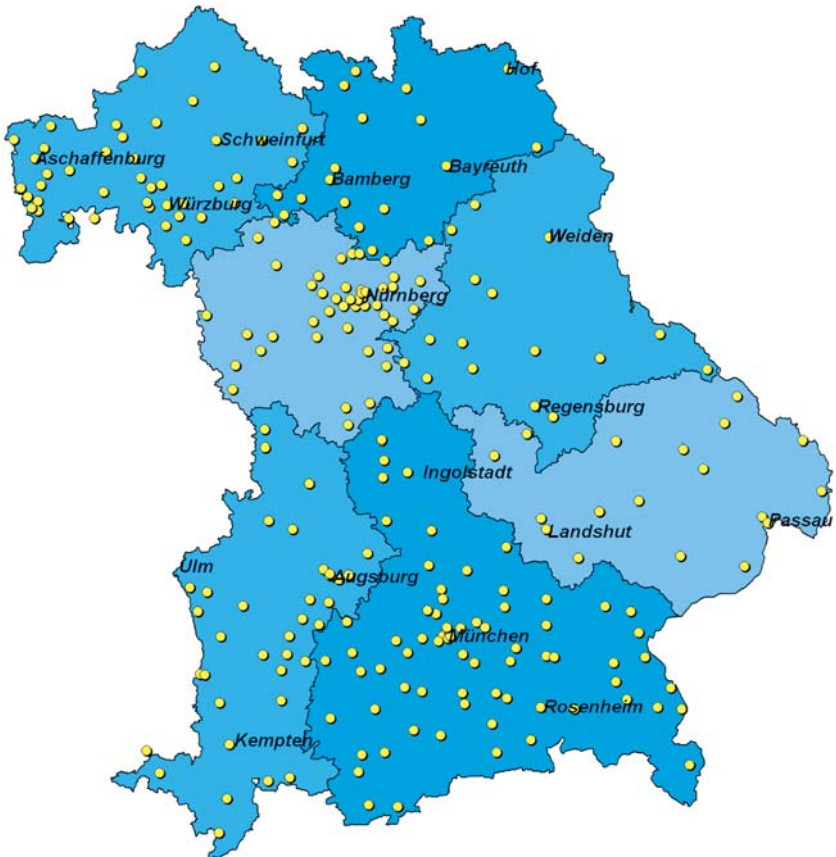 Hof
Schweinfurt
Aschaffenburg
Bayreuth
Bamberg
Würzburg
Weiden
Nürnberg
Regensburg
Ingolstadt
Passau
Landshut
Ulm
Augsburg
München
Rosenheim
Kempten